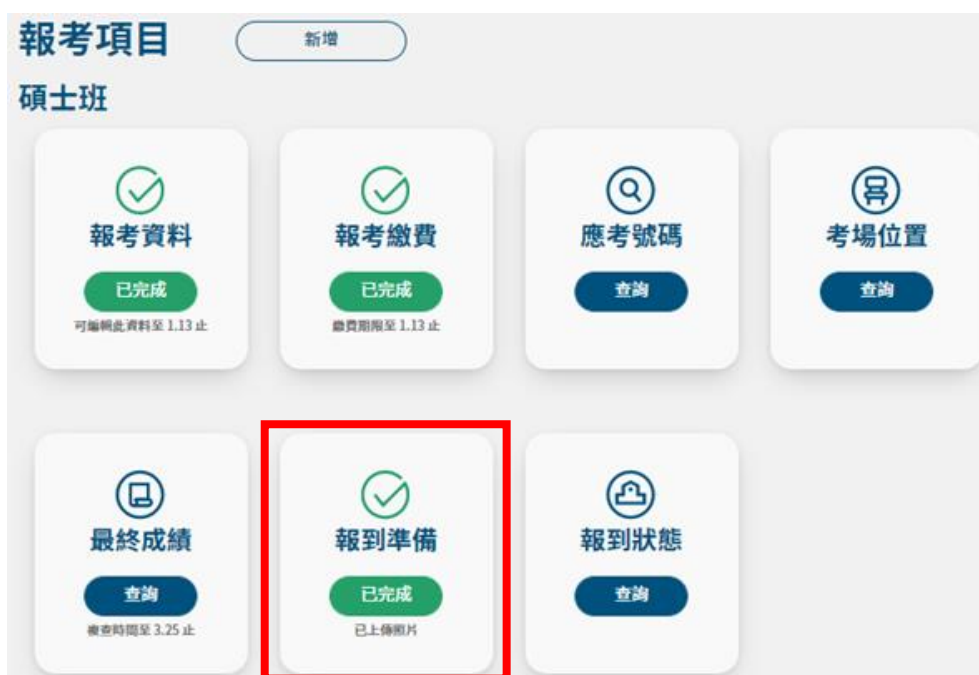 報考項目
新增
碩士班
報考資料
已完成
可編輯此資料至 1.13 止
報考繳費
已完成
繳費期限至 1.13 止
應考號碼
查詢
考場位置
查詢
最終成績
查詢
複查時間至 3.25 止
報到準備
已完成
已上傳照片
報到狀態
查詢